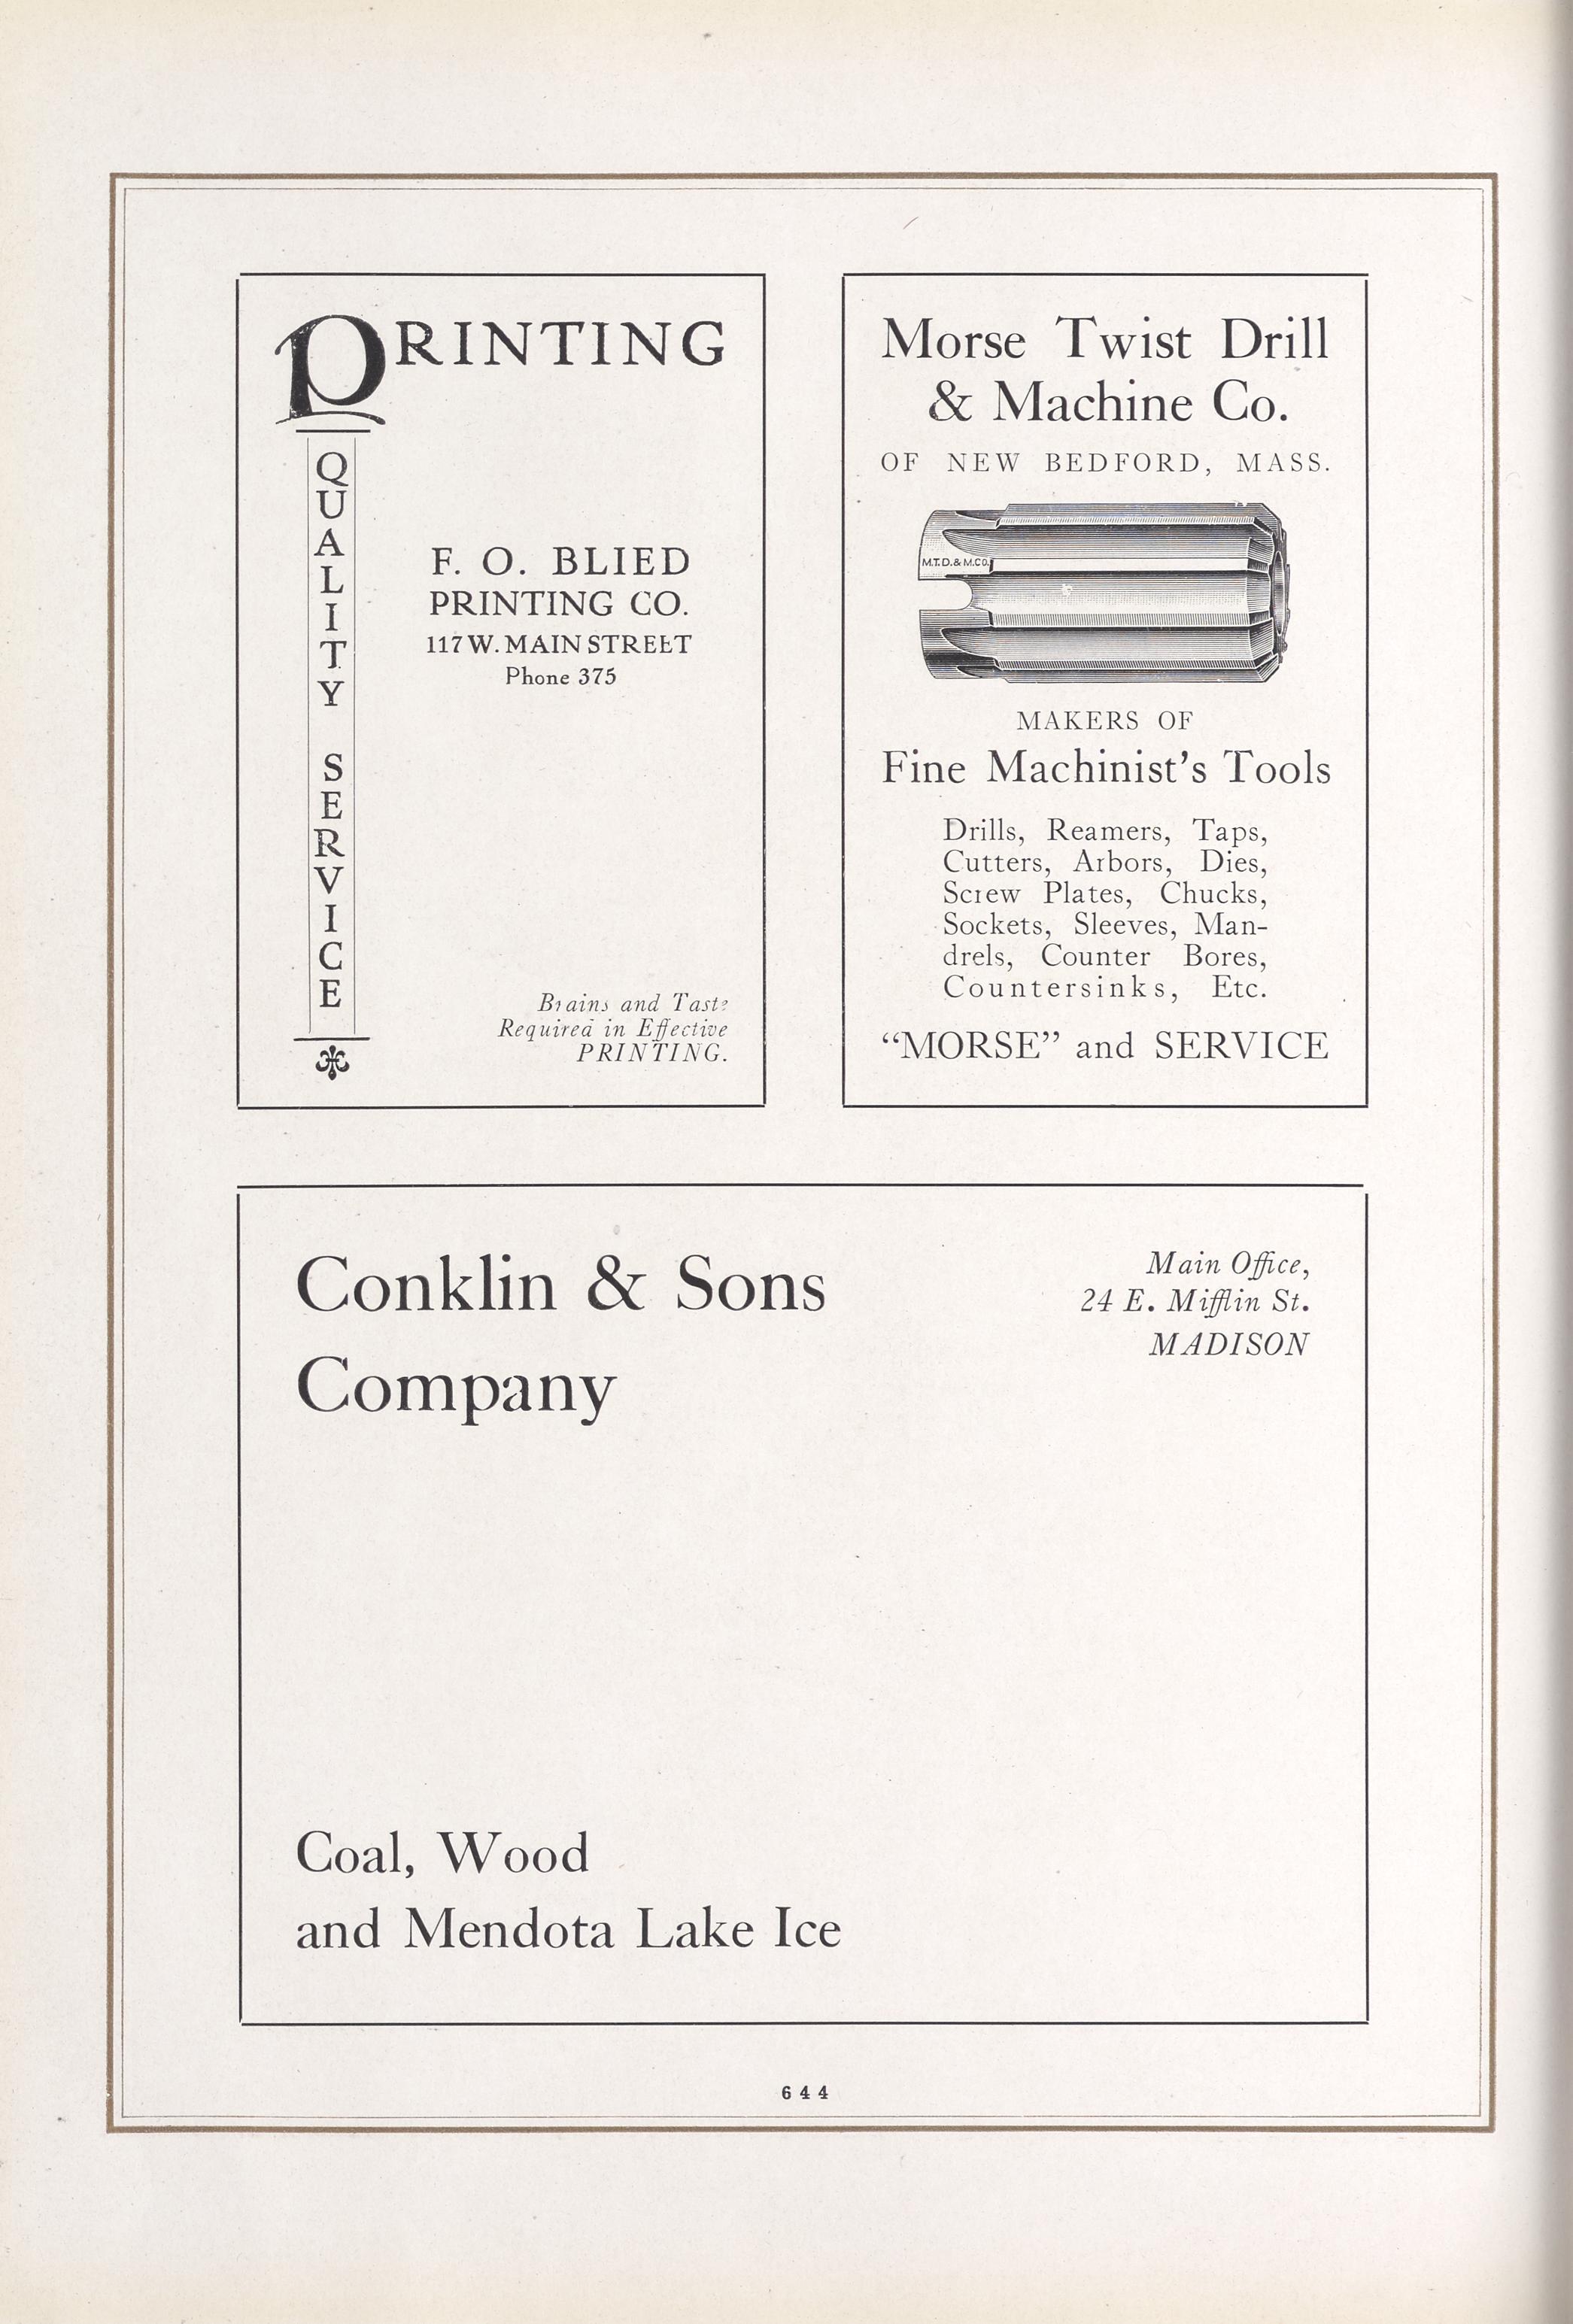 PRINTING
QUALITY SERVICE
F. O. BLIED
PRINTING CO.
117 W. MAIN STREET
Phone 375
Brains and Taste
Required in Effective
PRINTING.
Morse Twist Drill
& Machine Co.
OF NEW BEDFORD, MASS.
M.T.D.& M.CO.
MAKERS OF
Fine Machinist's Tools
Drills, Reamers, Taps,
Cutters, Arbors, Dies,
Screw Plates, Chucks,
Sockets, Sleeves, Man-
drels, Counter Bores,
Countersinks, Etc.
“MORSE” and SERVICE
Conklin & Sons
Company
Main Office,
24 E. Mifflin St.
MADISON
Coal, Wood
and Mendota Lake Ice
644